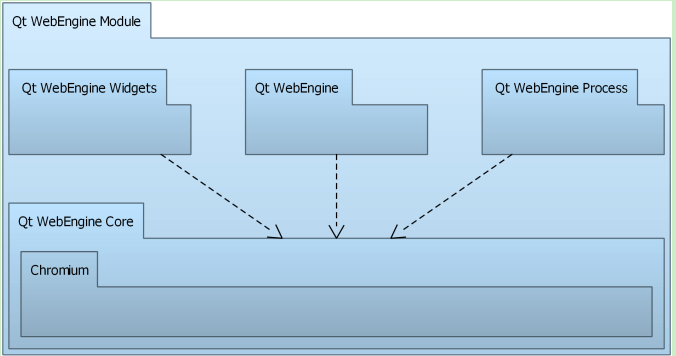 Qt WebEngine Module
Qt WebEngine Widgets
Qt WebEngine
Qt WebEngine Process
Qt WebEngine Core
Chromium